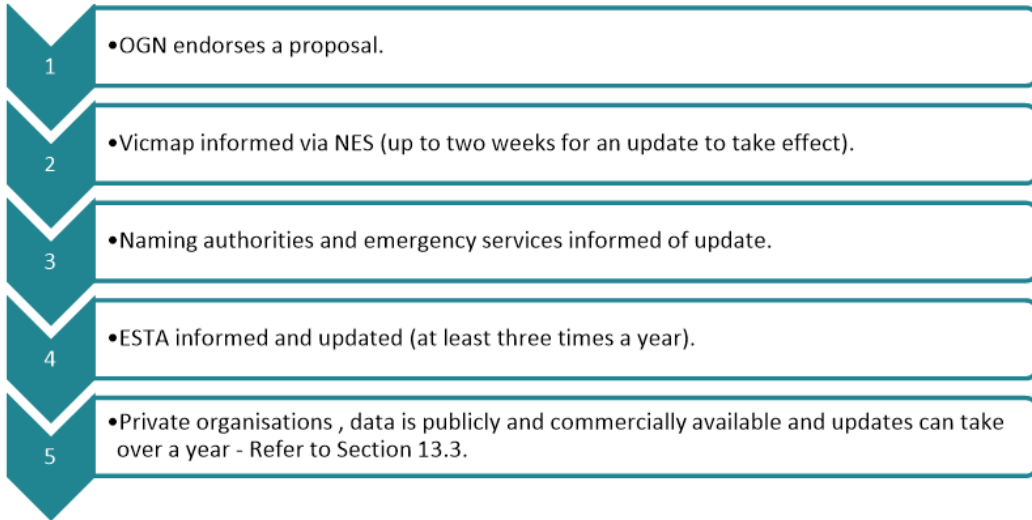 1
•OGN endorses a proposal.
2
•Vicmap informed via NES (up to two weeks for an update to take effect).
3
•Naming authorities and emergency services informed of update.
4
•ESTA informed and updated (at least three times a year).
5
•Private organisations , data is publicly and commercially available and updates can take
over a year - Refer to Section 13.3.